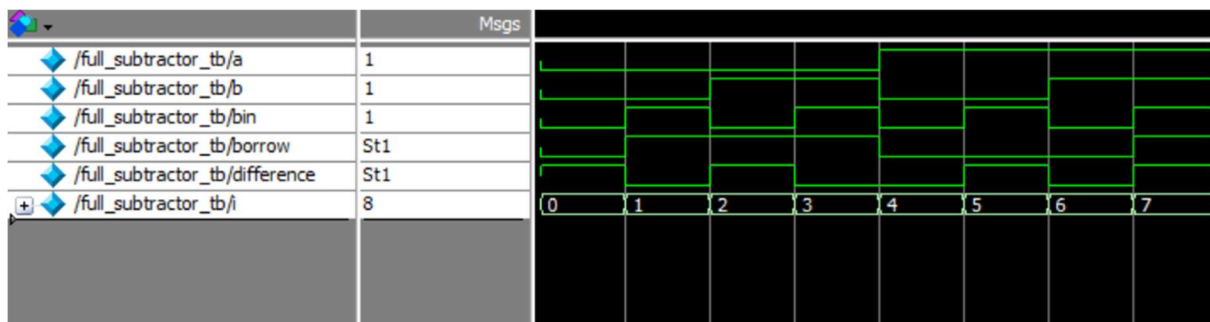 Msgs
/full_subtractor_tb/a 1
/full_subtractor_tb/b 1
/full_subtractor_tb/bin 1
/full_subtractor_tb/borrow St1
/full_subtractor_tb/difference St1
/full_subtractor_tb/i 8 0 1 2 3 4 5 6 7